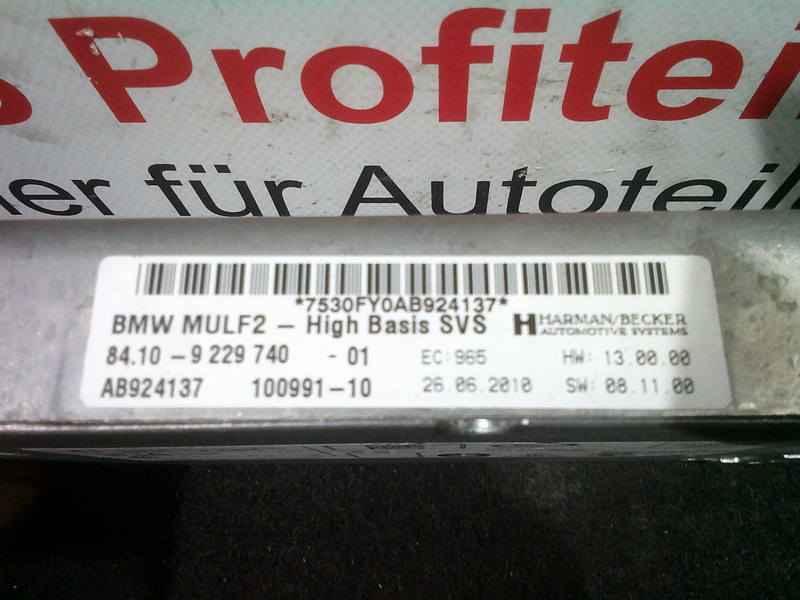 s Profitei
er für Autoteil
*7530FY0AB924137*
BMW MULF2 - High Basis SVS
HARMAN/BECKER
AUTOMOTIVE SYSTEMS
84.10 - 9 229 740 - 01 EC: 965 HW: 13.00.00
AB924137 100991-10 26.06.2010 SW: 08.11.00